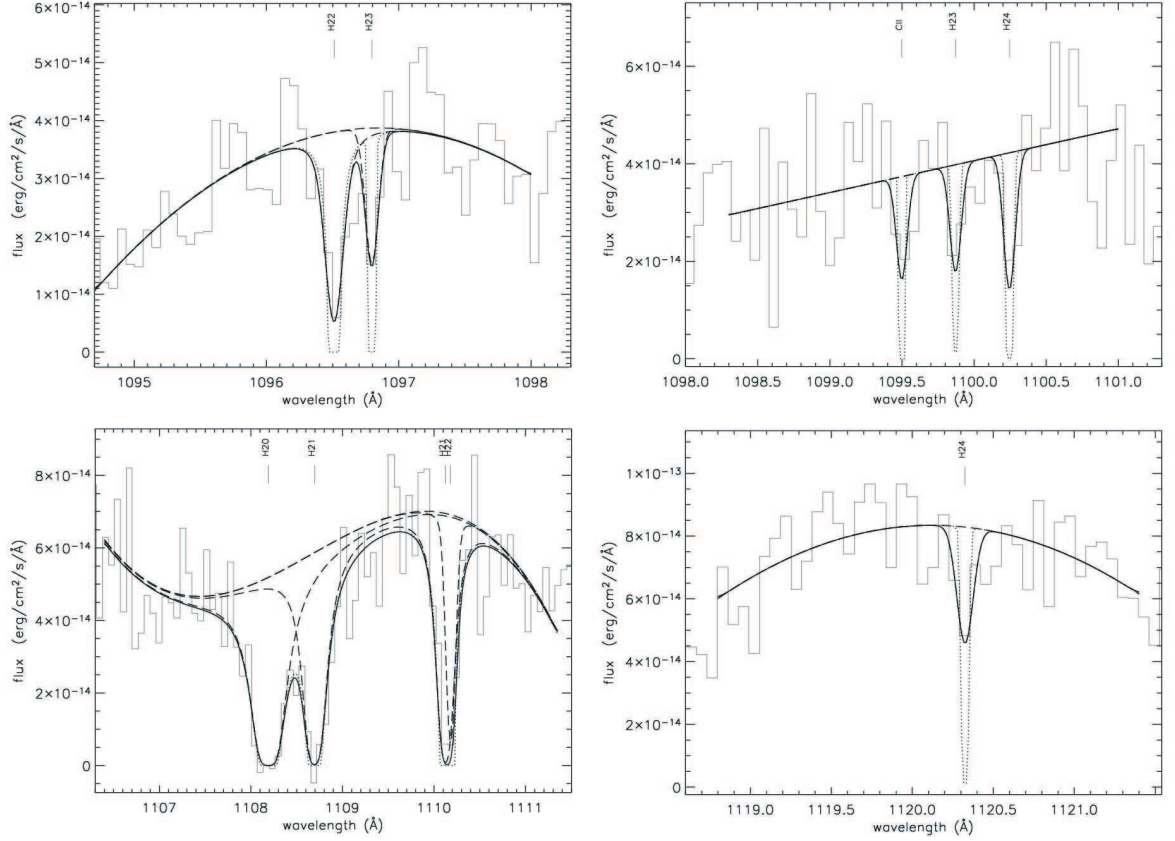 H22 H23
6×10⁻¹⁴
5×10⁻¹⁴
4×10⁻¹⁴
3×10⁻¹⁴
2×10⁻¹⁴
1×10⁻¹⁴
0
flux (erg/cm²/s/Å)
1095 1096 1097 1098
wavelength (Å)
CII H23 H24
6×10⁻¹⁴
4×10⁻¹⁴
2×10⁻¹⁴
0
flux (erg/cm²/s/Å)
1098.0 1098.5 1099.0 1099.5 1100.0 1100.5 1101.0
wavelength (Å)
H20 H21 H22
8×10⁻¹⁴
6×10⁻¹⁴
4×10⁻¹⁴
2×10⁻¹⁴
0
flux (erg/cm²/s/Å)
1107 1108 1109 1110 1111
wavelength (Å)
H24
1×10⁻¹³
8×10⁻¹⁴
6×10⁻¹⁴
4×10⁻¹⁴
2×10⁻¹⁴
0
flux (erg/cm²/s/Å)
1119.0 1119.5 1120.0 1120.5 1121.0
wavelength (Å)